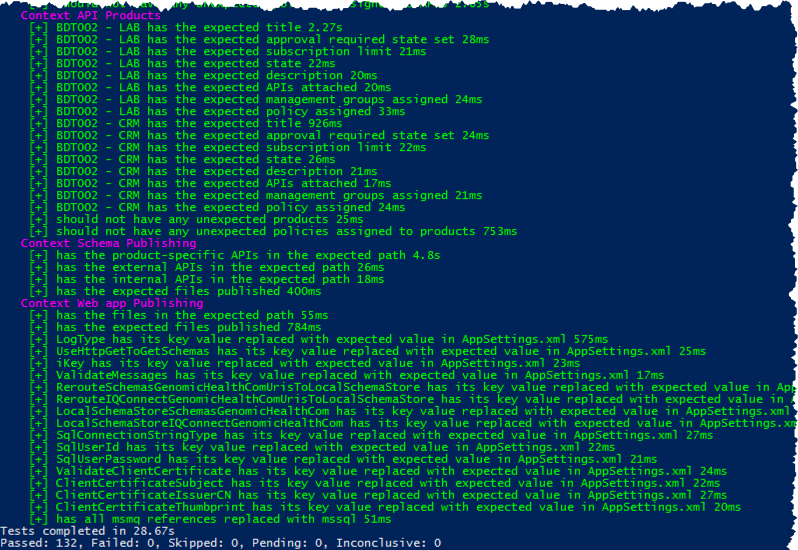 Context API Products
[+] BDT002 - LAB has the expected title 2.27s
[+] BDT002 - LAB has the expected approval required state set 28ms
[+] BDT002 - LAB has the expected subscription limit 21ms
[+] BDT002 - LAB has the expected state 22ms
[+] BDT002 - LAB has the expected description 20ms
[+] BDT002 - LAB has the expected APIs attached 20ms
[+] BDT002 - LAB has the expected management groups assigned 24ms
[+] BDT002 - LAB has the expected policy assigned 33ms
[+] BDT002 - CRM has the expected title 926ms
[+] BDT002 - CRM has the expected approval required state set 24ms
[+] BDT002 - CRM has the expected subscription limit 22ms
[+] BDT002 - CRM has the expected state 26ms
[+] BDT002 - CRM has the expected description 21ms
[+] BDT002 - CRM has the expected APIs attached 17ms
[+] BDT002 - CRM has the expected management groups assigned 21ms
[+] BDT002 - CRM has the expected policy assigned 24ms
[+] should not have any unexpected products 25ms
[+] should not have any unexpected policies assigned to products 753ms
Context Schema Publishing
[+] has the product-specific APIs in the expected path 4.8s
[+] has the external APIs in the expected path 26ms
[+] has the internal APIs in the expected path 18ms
[+] has the expected files published 400ms
Context Web app Publishing
[+] has the files in the expected path 55ms
[+] has the expected files published 784ms
[+] LogType has its key value replaced with expected value in AppSettings.xml 575ms
[+] UseHttpGetToGetSchemas has its key value replaced with expected value in AppSettings.xml 25ms
[+] iKey has its key value replaced with expected value in AppSettings.xml 23ms
[+] ValidateMessages has its key value replaced with expected value in AppSettings.xml 17ms
[+] RerouteSchemasGenomicHealthComUrisToLocalSchemaStore has its key value replaced with expected value in App
[+] RerouteIQConnectGenomicHealthComUrisToLocalSchemaStore has its key value replaced with expected value in
[+] LocalSchemaStoreSchemasGenomicHealthCom has its key value replaced with expected value in AppSettings.xml
[+] LocalSchemaStoreIQConnectGenomicHealthCom has its key value replaced with expected value in AppSettings.xml
[+] SqlConnectionStringType has its key value replaced with expected value in AppSettings.xml 27ms
[+] SqlUserId has its key value replaced with expected value in AppSettings.xml 22ms
[+] SqlUserPassword has its key value replaced with expected value in AppSettings.xml 21ms
[+] ValidateClientCertificate has its key value replaced with expected value in AppSettings.xml 24ms
[+] ClientCertificateSubject has its key value replaced with expected value in AppSettings.xml 22ms
[+] ClientCertificateIssuerCN has its key value replaced with expected value in AppSettings.xml 27ms
[+] ClientCertificateThumbprint has its key value replaced with expected value in AppSettings.xml 20ms
[+] has all msmq references replaced with mssql 51ms
Tests completed in 28.67s
Passed: 132, Failed: 0, Skipped: 0, Pending: 0, Inconclusive: 0